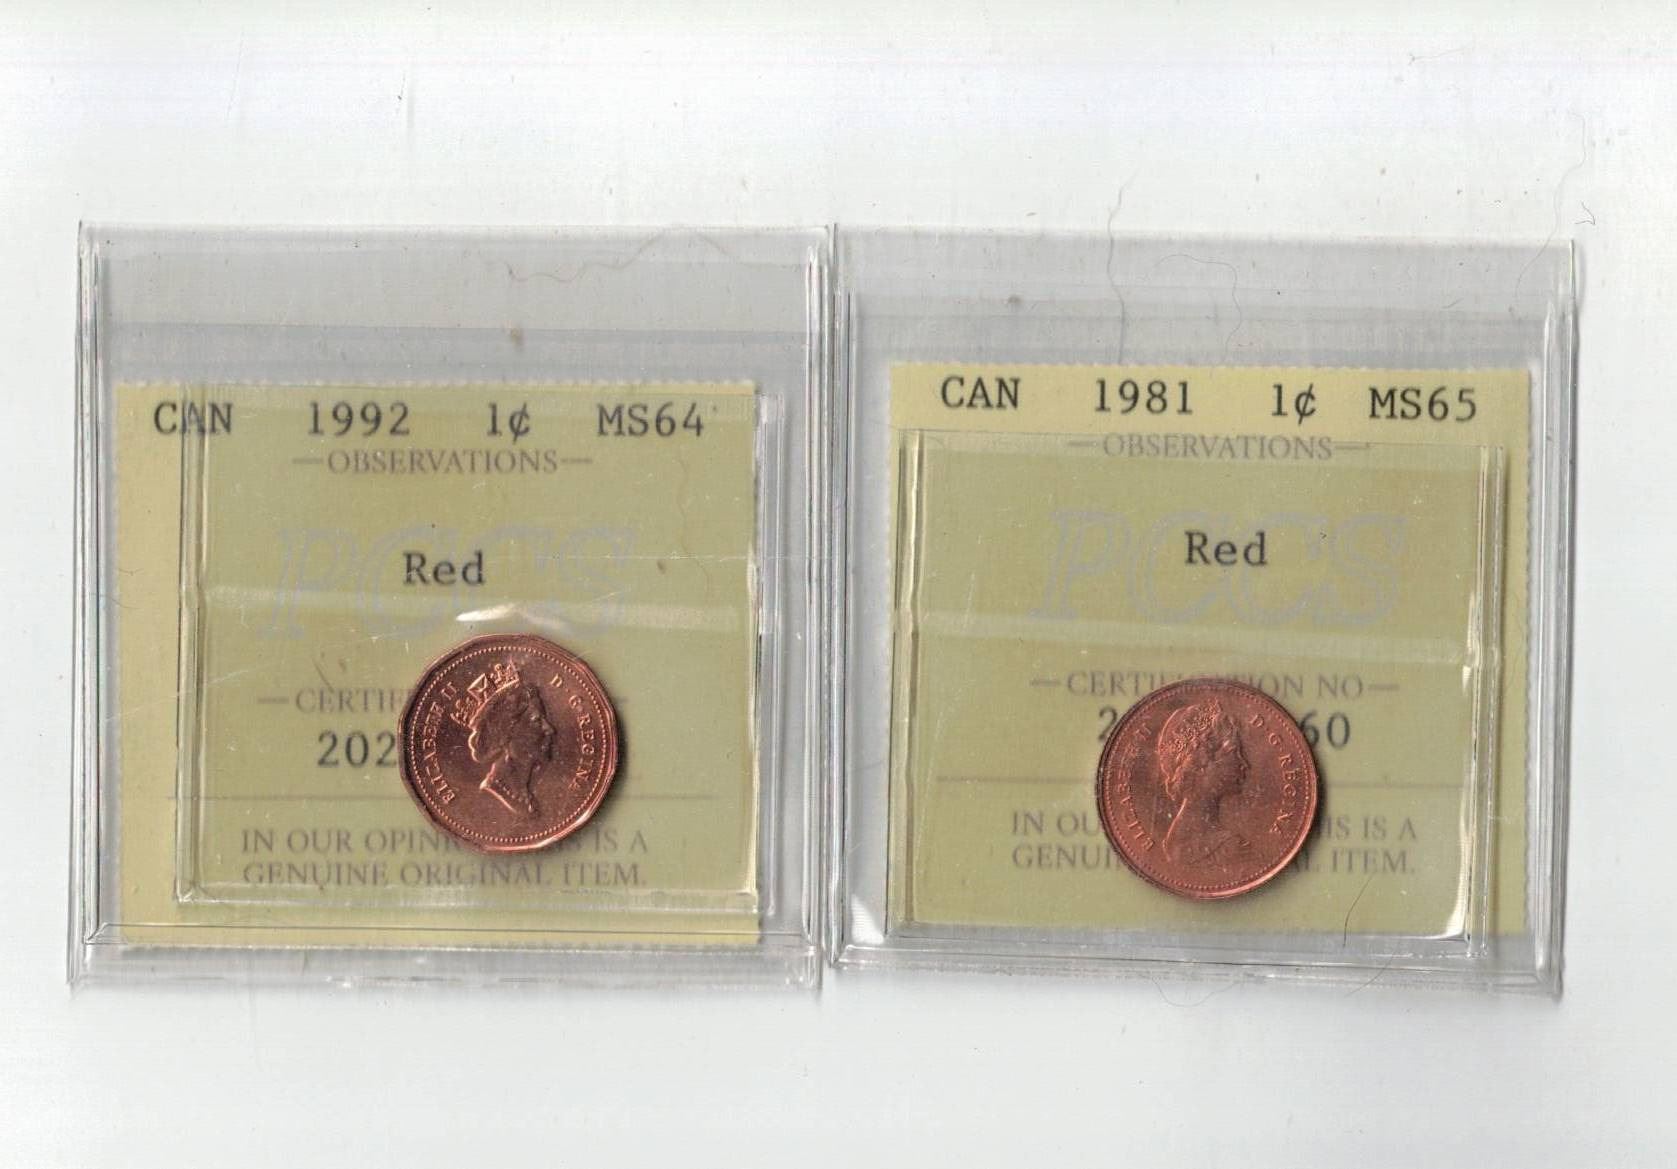 CAN 1992 1¢ MS64
—OBSERVATIONS—
PCCS
Red
—CERTIF
202
IN OUR OPIN IS A
GENUINE ORIGINAL ITEM.
ELIZABETH II D·G·REGINA
CAN 1981 1¢ MS65
—OBSERVATIONS—
PCCS
Red
—CERTIF ION NO—
2 60
IN OU IS IS A
GENUI AL ITEM.
ELIZABETH II D·G·REGINA